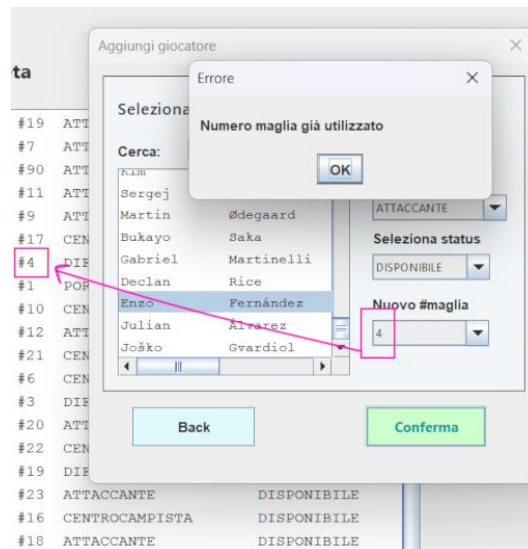 Aggiungi giocatore
ta
Errore
Seleziona
Numero maglia già utilizzato
Cerca:
OK
#19 ATT
#7 ATT
#90 ATT
#11 ATT
#9 ATT
#17 CEN
#4 DIF
#1 POR
#10 CEN
#12 ATT
#21 CEN
#6 CEN
#3 DIF
#20 ATT
#22 CEN
#19 DIF
#23 ATTACCANTE DISPONIBILE
#16 CENTROCAMPISTA DISPONIBILE
#18 ATTACCANTE DISPONIBILE
Kim
Sergej
Martin Ødegaard
Bukayo Saka
Gabriel Martinelli
Declan Rice
Enzo Fernández
Julian Álvarez
Joško Gvardiol
ATTACCANTE
Seleziona status
DISPONIBILE
Nuovo #maglia
4
Back
Conferma